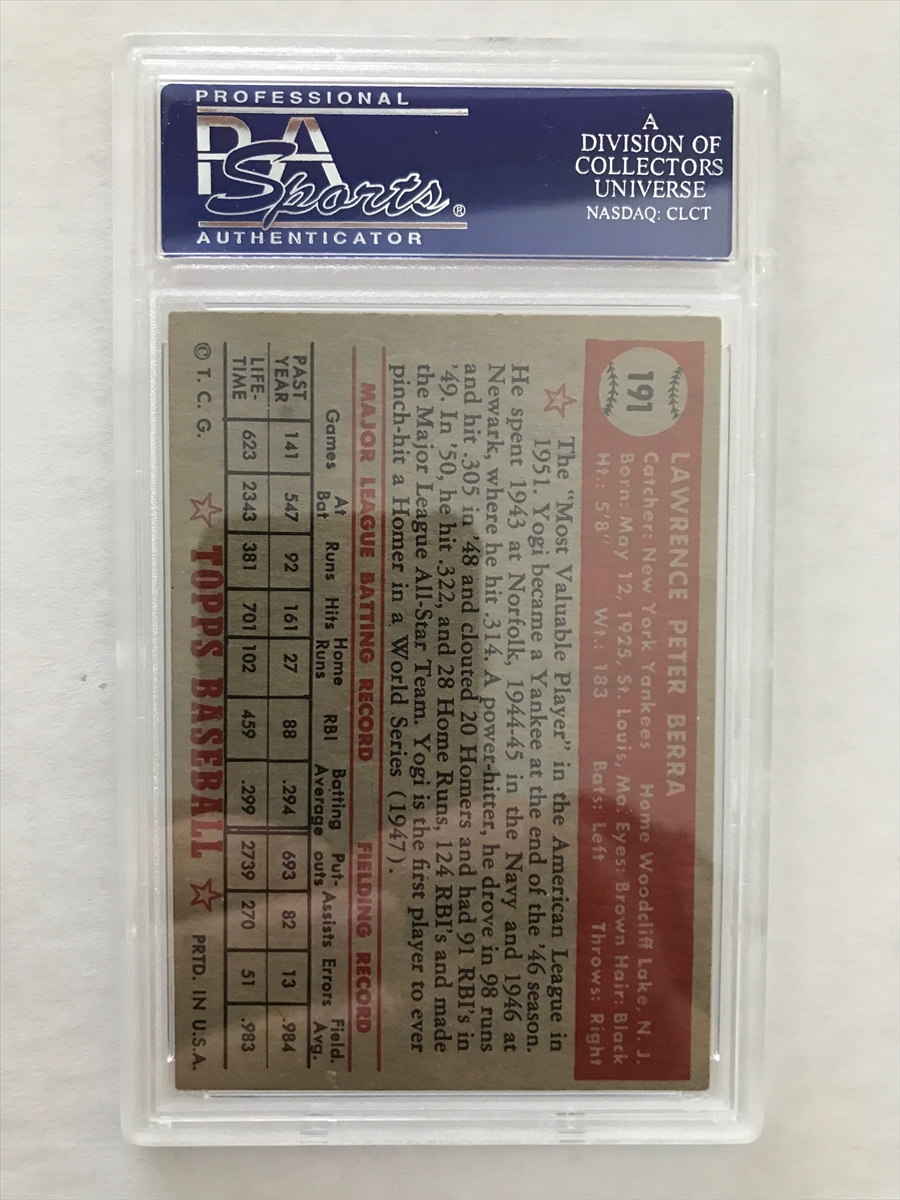 PROFESSIONAL
PSA
Sports®
AUTHENTICATOR
A
DIVISION OF
COLLECTORS
UNIVERSE
NASDAQ: CLCT
191
LAWRENCE PETER BERRA
Catcher: New York Yankees Home Woodcliff Lake, N. J.
Born: May 12, 1925, St. Louis, Mo. Eyes: Brown Hair: Black
Ht.: 5'8" Wt.: 183 Bats: Left Throws: Right
The "Most Valuable Player" in the American League in
1951. Yogi became a Yankee at the end of the '46 season.
He spent 1943 at Norfolk, 1944-45 in the Navy and 1946 at
Newark, where he hit .314. A power-hitter, he drove in 98 runs
and hit .305 in '48 and clouted 20 Homers and had 91 RBI's in
'49. In '50, he hit .322, and 28 Home Runs, 124 RBI's and made
the Major League All-Star Team. Yogi is the first player to ever
pinch-hit a Homer in a World Series (1947).
MAJOR LEAGUE BATTING RECORD FIELDING RECORD
Games At Bat Runs Hits Home Runs RBI Batting Average Put-outs Assists Errors Field. Avg.
PAST YEAR 141 547 92 161 27 88 .294 693 82 13 .984
LIFE-TIME 623 2343 381 701 102 459 .299 2739 270 51 .983
© T. C. G. TOPPS BASEBALL PRTD. IN U.S.A.